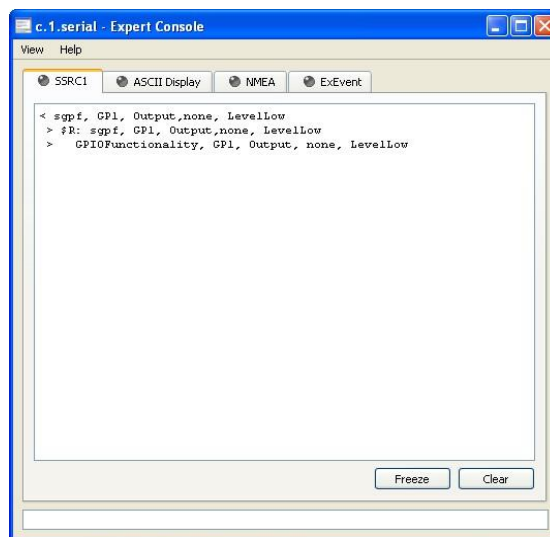 c.1.serial - Expert Console
View Help
SSRC1 ASCII Display NMEA ExEvent
< sgpf, GP1, Output,none, LevelLow
> $R: sgpf, GP1, Output,none, LevelLow
> GPIOFunctionality, GP1, Output, none, LevelLow
Freeze Clear